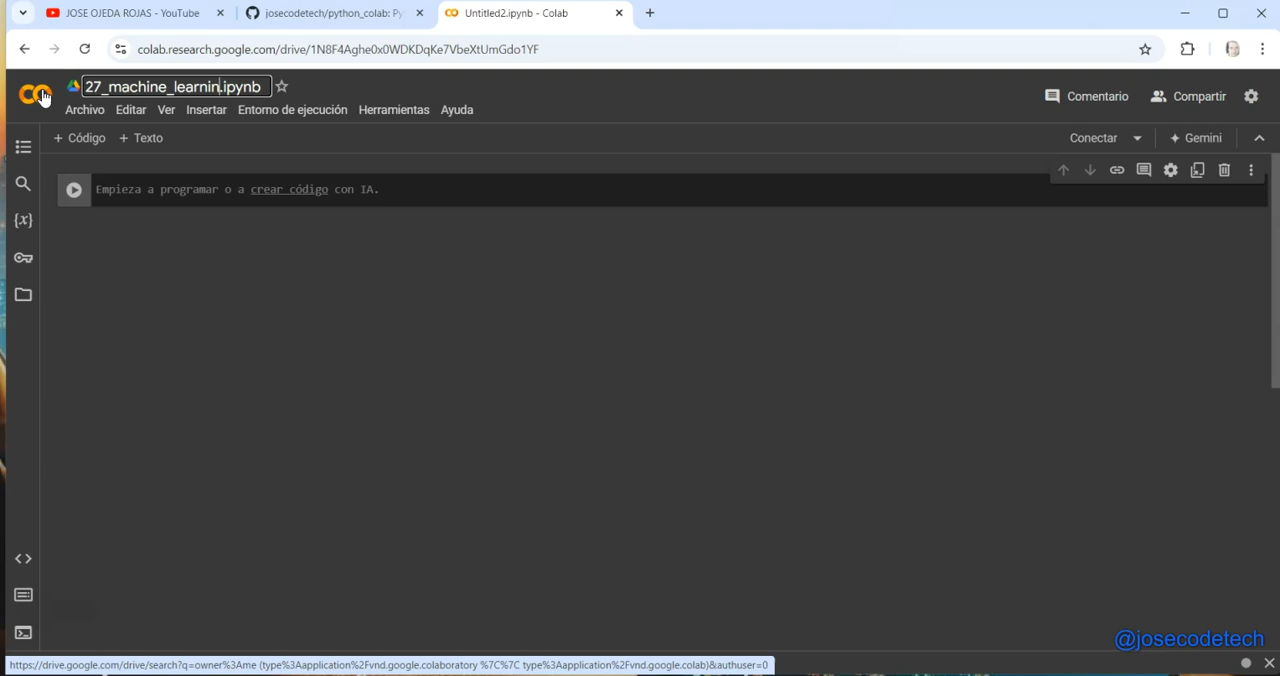 JOSE OJEDA ROJAS - YouTube
josecodetech/python_colab: Py
Untitled2.ipynb - Colab
colab.research.google.com/drive/1N8F4Aghe0x0WDKDqKe7VbeXtUmGdo1YF
27_machine_learnin.ipynb
Archivo Editar Ver Insertar Entorno de ejecución Herramientas Ayuda
Comentario Compartir
+ Código + Texto
Conectar Gemini
Empieza a programar o a crear código con IA.
@josecodetech
https://drive.google.com/drive/search?q=owner%3Ame (type%3Aapplication%2Fvnd.google.colaboratory %7C%7C type%3Aapplication%2Fvnd.google.colab)&authuser=0